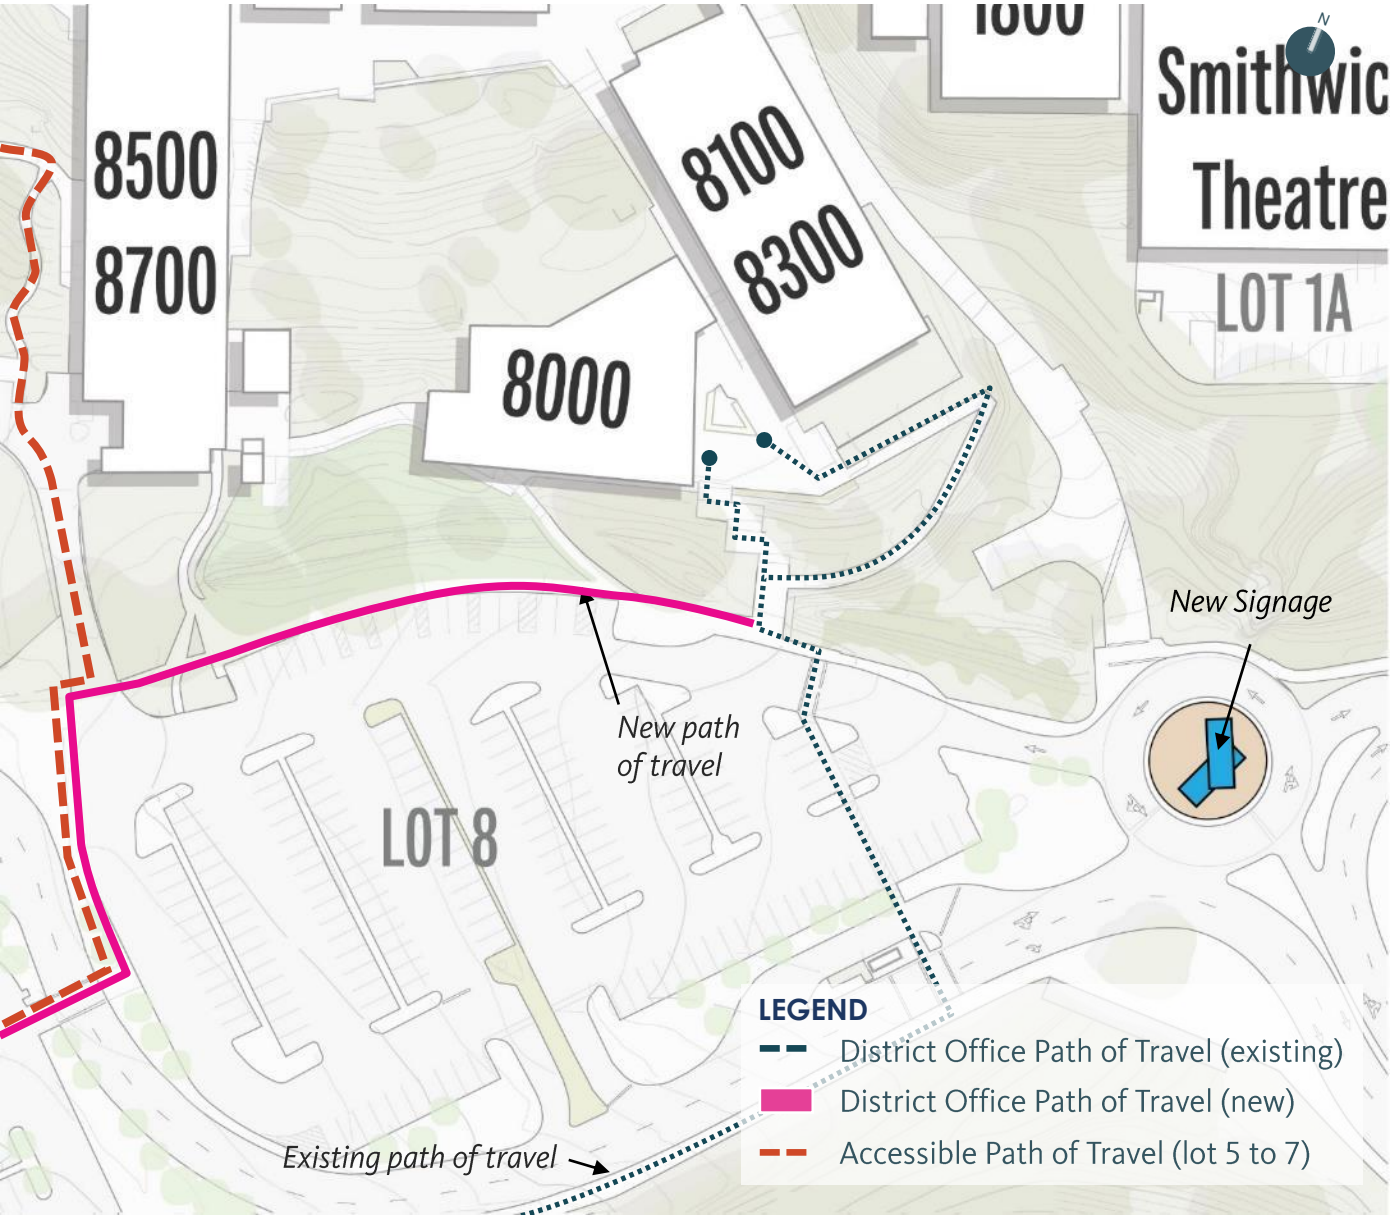 N
1800
Smithwic
Theatre
LOT 1A
8500
8700
8100
8300
8000
New Signage
New path
of travel
LOT 8
LEGEND
District Office Path of Travel (existing)
District Office Path of Travel (new)
Accessible Path of Travel (lot 5 to 7)
Existing path of travel